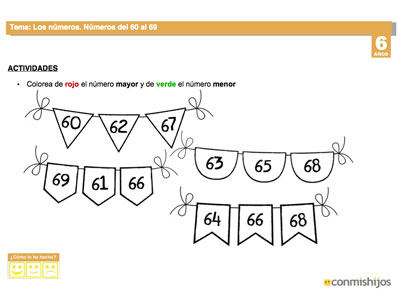 Tema: Los números. Números del 60 al 69
6
AÑOS
ACTIVIDADES
• Colorea de rojo el número mayor y de verde el número menor
60 62 67
63 65 68
69 61 66
64 66 68
¿Cómo lo he hecho?
conmishijos